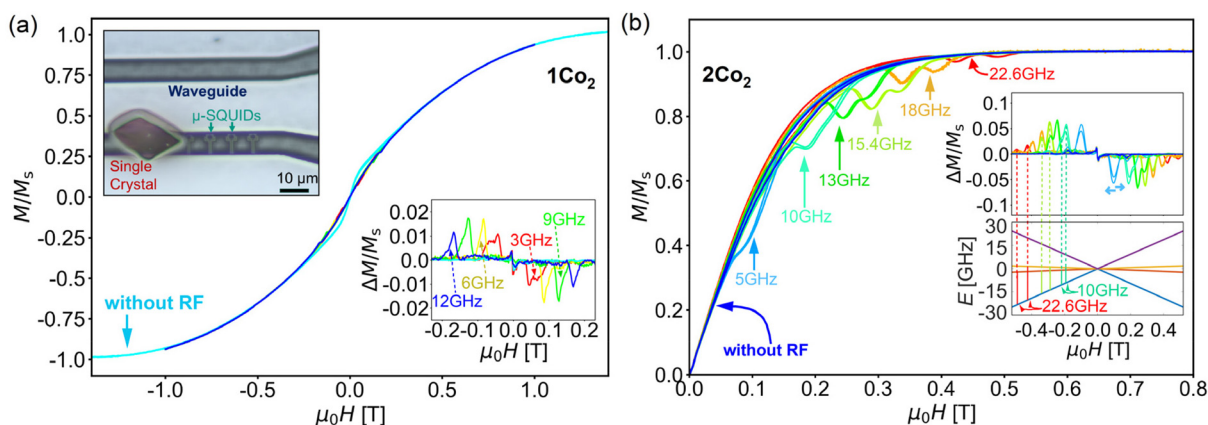 (a)
1.0
0.75
0.50
0.25
0.0
-0.25
-0.50
-0.75
-1.0
M/Ms
-1.0
-0.5
0.0
0.5
1.0
μ₀H [T]
1Co₂
Waveguide
μ-SQUIDs
Single
Crystal
10 μm
without RF
0.02
0.01
0.0
-0.01
-0.02
ΔM/Ms
9GHz
3GHz
6GHz
12GHz
-0.2
-0.1
0.0
0.1
0.2
μ₀H [T]
(b)
1.0
0.8
0.6
0.4
0.2
0.0
M/Ms
0.0
0.1
0.2
0.3
0.4
0.5
0.6
0.7
0.8
μ₀H [T]
2Co₂
22.6GHz
18GHz
15.4GHz
13GHz
10GHz
5GHz
without RF
0.1
0.05
0.0
-0.05
-0.1
ΔM/Ms
30
15
0
-15
-30
E [GHz]
10GHz
22.6GHz
-0.4
-0.2
0.0
0.2
0.4
μ₀H [T]